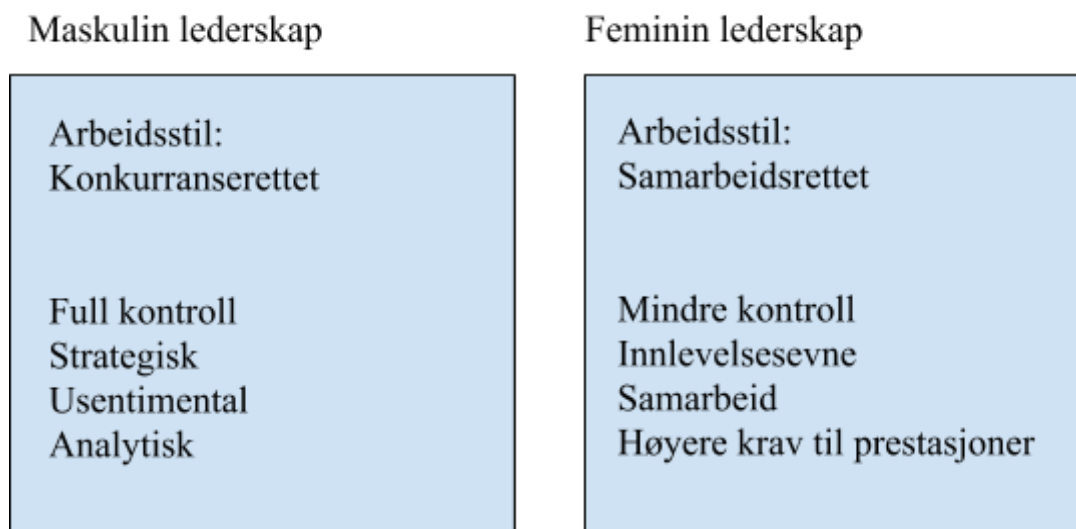 Maskulin lederskap
Arbeidsstil:
Konkurranserettet
Full kontroll
Strategisk
Usentimental
Analytisk
Feminin lederskap
Arbeidsstil:
Samarbeidsrettet
Mindre kontroll
Innlevelsesevne
Samarbeid
Høyere krav til prestasjoner